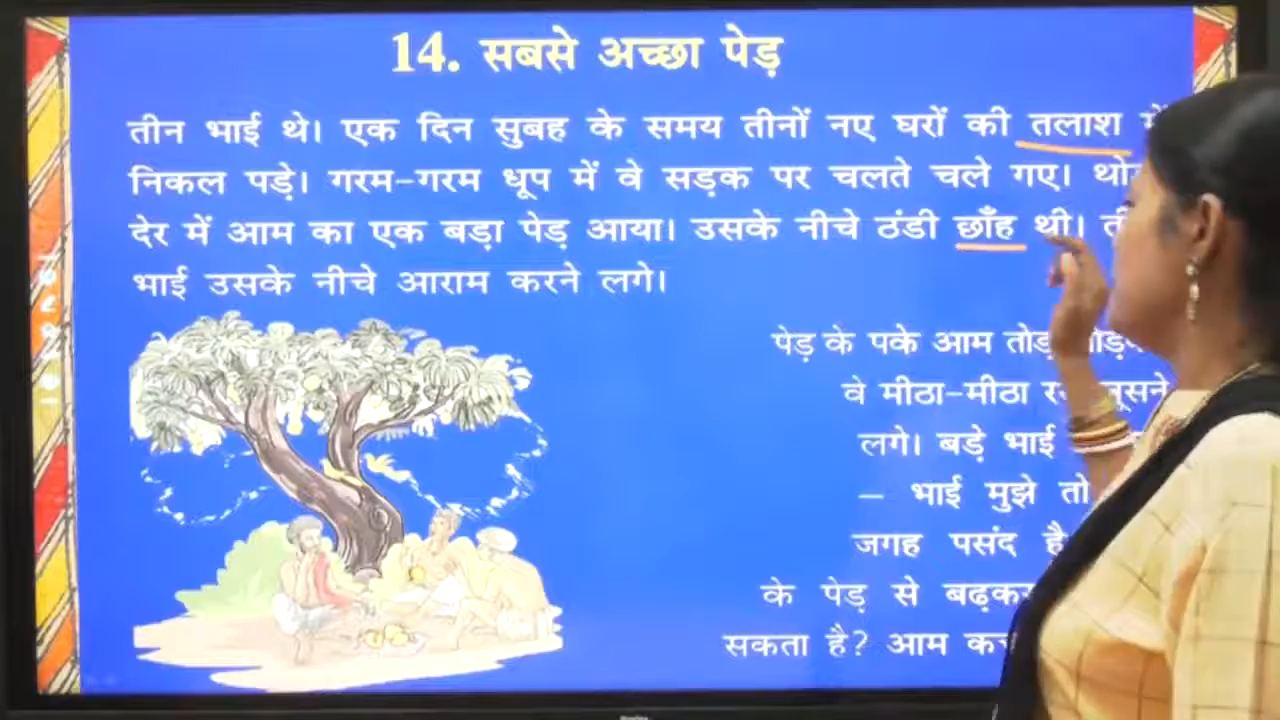 14. सबसे अच्छा पेड़
तीन भाई थे। एक दिन सुबह के समय तीनों नए घरों की तलाश में
निकल पड़े। गरम-गरम धूप में वे सड़क पर चलते चले गए।
देर में आम का एक बड़ा पेड़ आया। उसके नीचे ठंडी छाँह थी।
भाई उसके नीचे आराम करने लगे।
पेड़ के पके आम तोड़
वे मीठा-मीठा चूसने
लगे। बड़े भाई
– भाई मुझे तो
जगह पसंद है
के पेड़ से बढ़कर
सकता है? आम